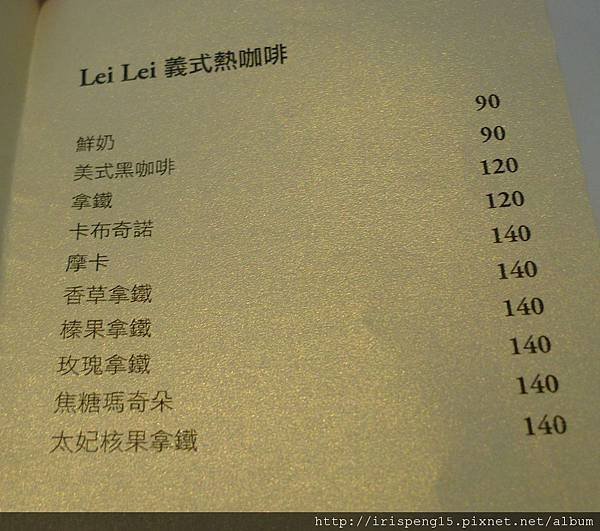 Lei Lei 義式熱咖啡
鮮奶 90
美式黑咖啡 90
拿鐵 120
卡布奇諾 120
摩卡 140
香草拿鐵 140
榛果拿鐵 140
玫瑰拿鐵 140
焦糖瑪奇朵 140
太妃核果拿鐵 140
http://irispeng15.pixnet.net/album